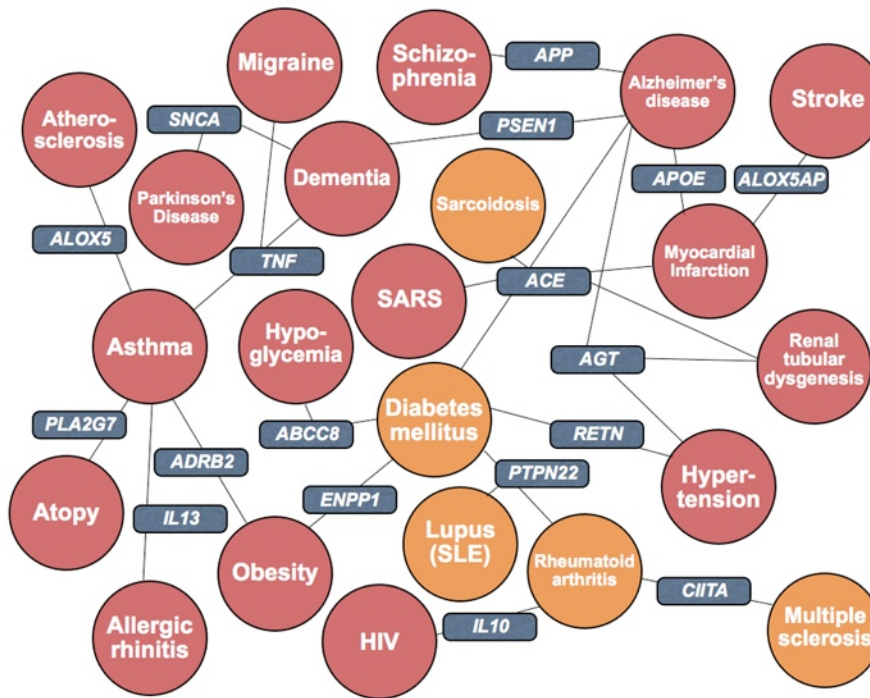 Migraine
Schizo-
phrenia
APP
Alzheimer's
disease
Stroke
Athero-
sclerosis
SNCA
PSEN1
Dementia
Parkinson's
Disease
Sarcoidosis
APOE
ALOX5AP
ALOX5
TNF
Myocardial
Infarction
ACE
SARS
Asthma
Hypo-
glycemia
AGT
Renal
tubular
dysgenesis
PLA2G7
ABCC8
Diabetes
mellitus
RETN
ADRB2
PTPN22
ENPP1
Hyper-
tension
Atopy
IL13
Lupus
(SLE)
Obesity
Rheumatoid
arthritis
CIITA
Allergic
rhinitis
HIV
IL10
Multiple
sclerosis